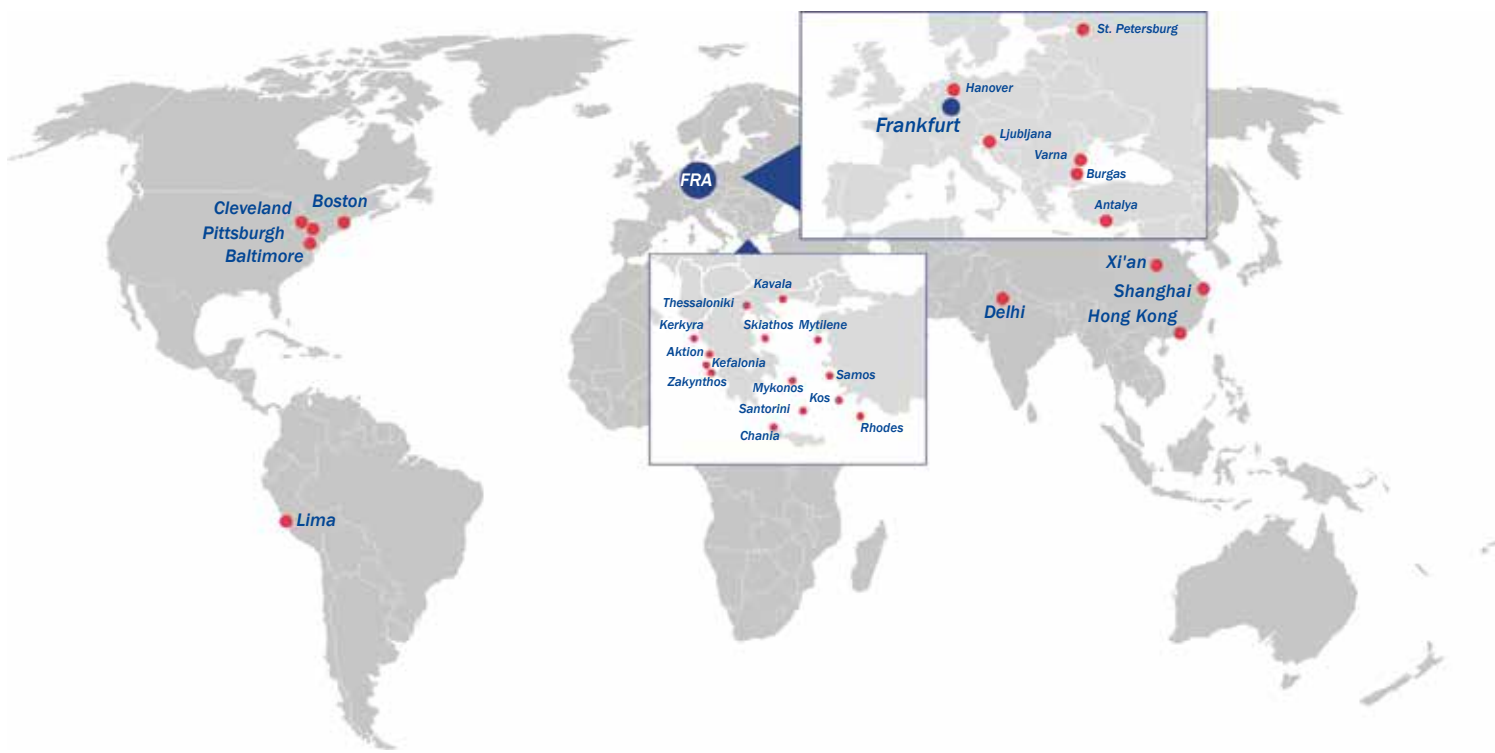 St. Petersburg
Hanover
Frankfurt
Ljubljana
Varna
Burgas
Antalya
FRA
Boston
Cleveland
Pittsburgh
Baltimore
Xi'an
Shanghai
Delhi
Hong Kong
Kavala
Thessaloniki
Kerkyra
Skiathos
Mytilene
Aktion
Kefalonia
Zakynthos
Samos
Mykonos
Kos
Santorini
Rhodes
Chania
Lima